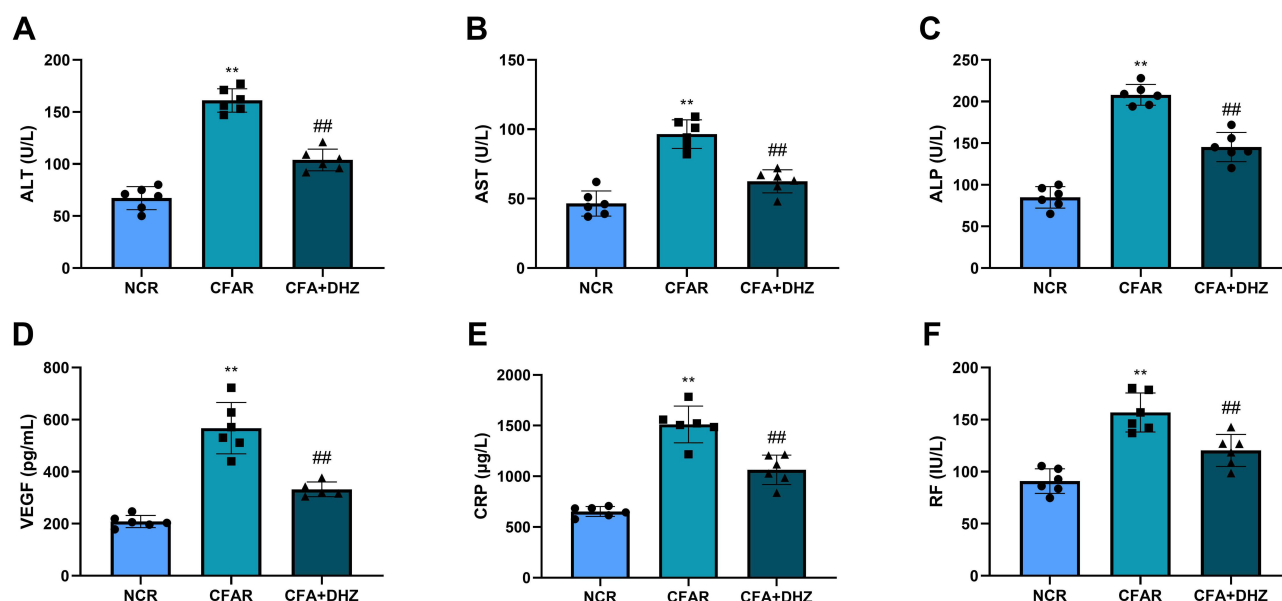 A
ALT (U/L)
200
150
100
50
0
**
##
NCR
CFAR
CFA+DHZ
B
AST (U/L)
150
100
50
0
**
##
NCR
CFAR
CFA+DHZ
C
ALP (U/L)
250
200
150
100
50
0
**
##
NCR
CFAR
CFA+DHZ
D
VEGF (pg/mL)
800
600
400
200
0
**
##
NCR
CFAR
CFA+DHZ
E
CRP (μg/L)
2000
1500
1000
500
0
**
##
NCR
CFAR
CFA+DHZ
F
RF (IU/L)
200
150
100
50
0
**
##
NCR
CFAR
CFA+DHZ